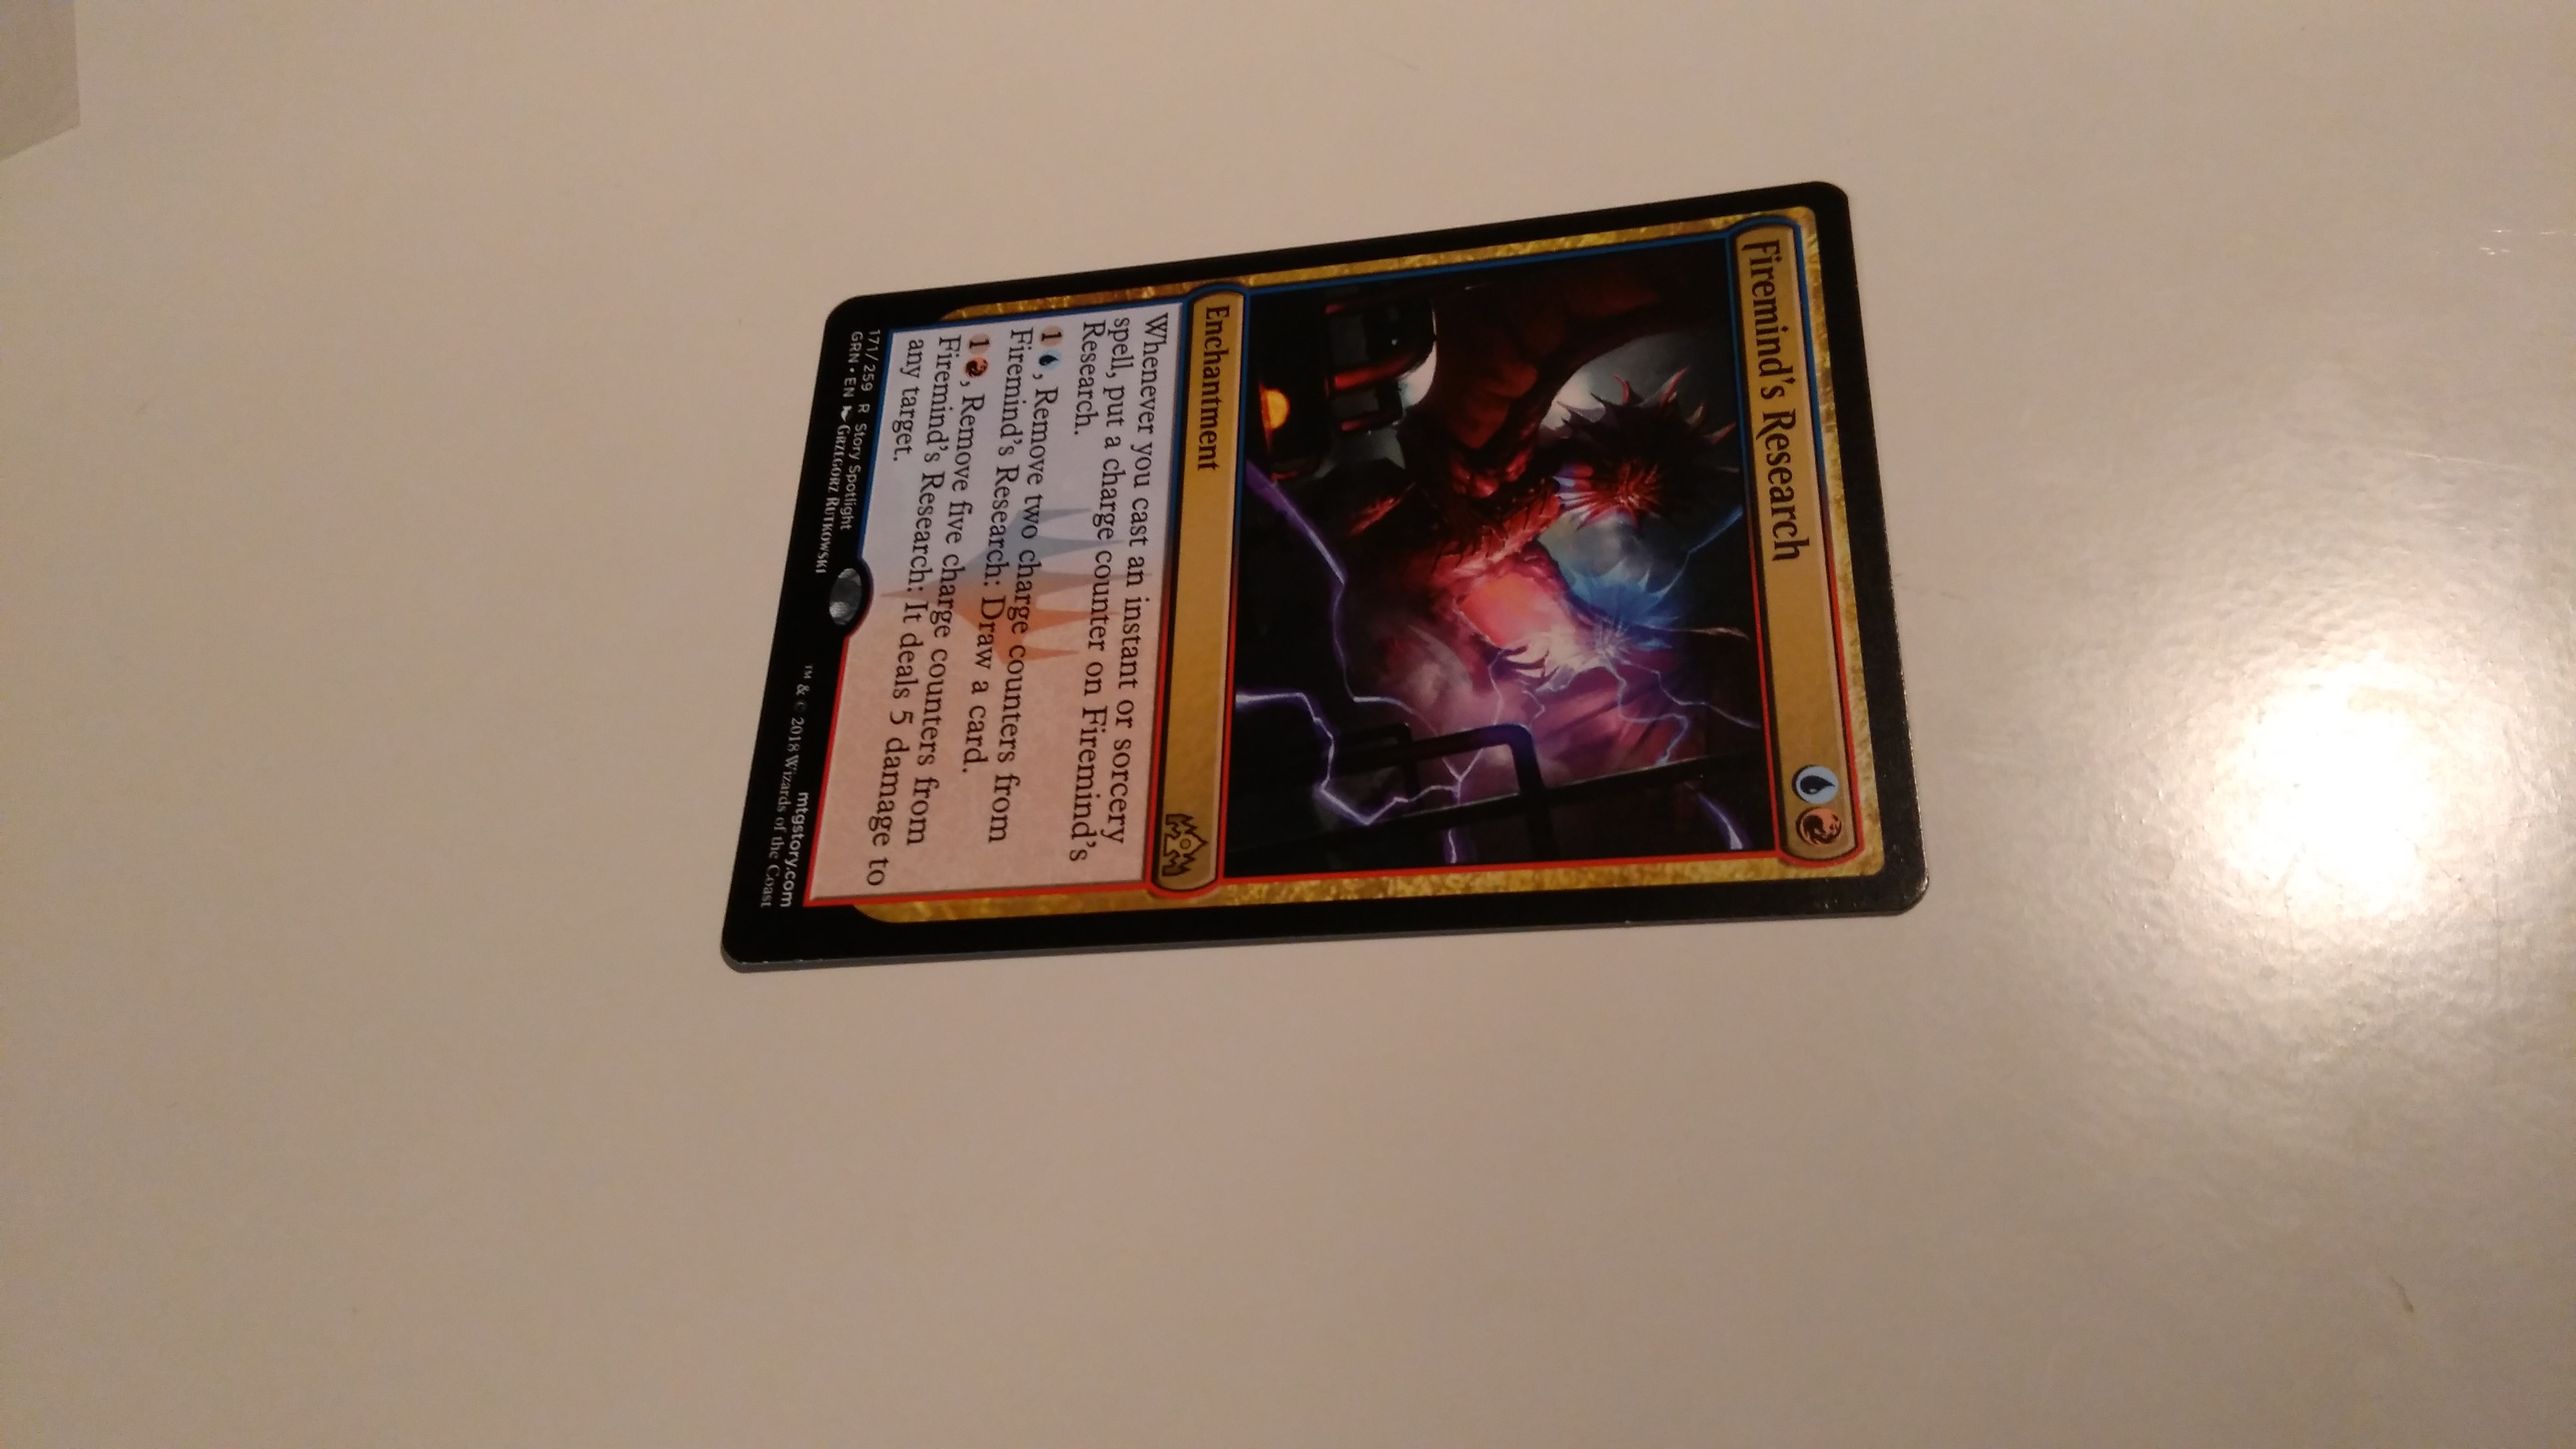 Firemind's Research
Enchantment
Whenever you cast an instant or sorcery
spell, put a charge counter on Firemind's
Research.
1 , Remove two charge counters from
Firemind's Research: Draw a card.
1 , Remove five charge counters from
Firemind's Research: It deals 5 damage to
any target.
171/259 R Story Spotlight mtgstory.com
GRN • EN GRZEGORZ RUTKOWSKI ™ & © 2018 Wizards of the Coast